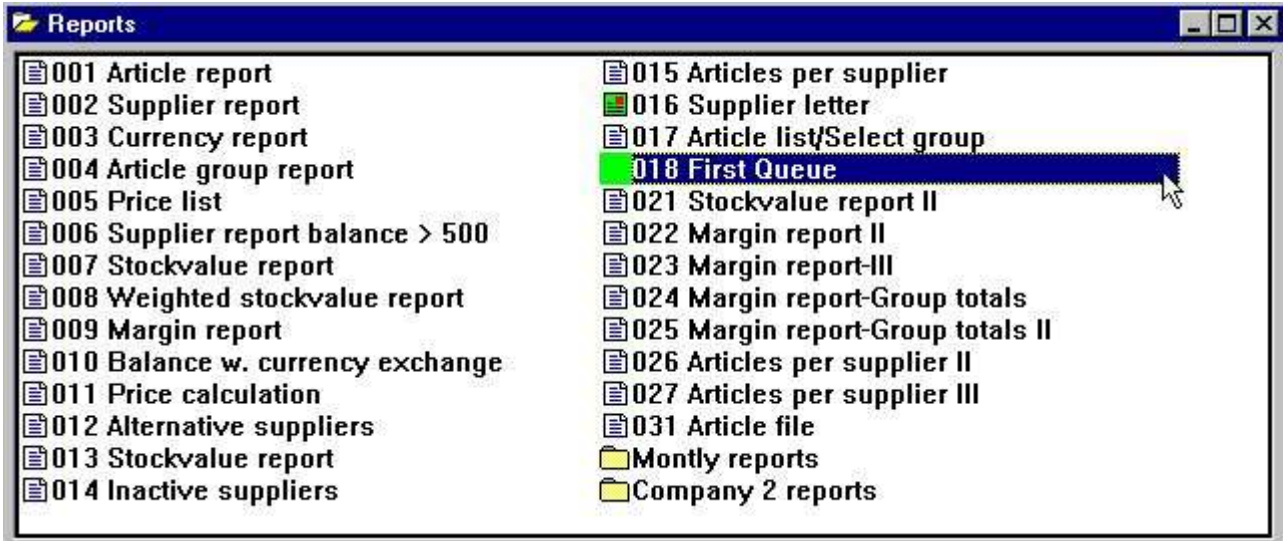 Reports
001 Article report
002 Supplier report
003 Currency report
004 Article group report
005 Price list
006 Supplier report balance > 500
007 Stockvalue report
008 Weighted stockvalue report
009 Margin report
010 Balance w. currency exchange
011 Price calculation
012 Alternative suppliers
013 Stockvalue report
014 Inactive suppliers
015 Articles per supplier
016 Supplier letter
017 Article list/Select group
018 First Queue
021 Stockvalue report II
022 Margin report II
023 Margin report-III
024 Margin report-Group totals
025 Margin report-Group totals II
026 Articles per supplier II
027 Articles per supplier III
031 Article file
Montly reports
Company 2 reports